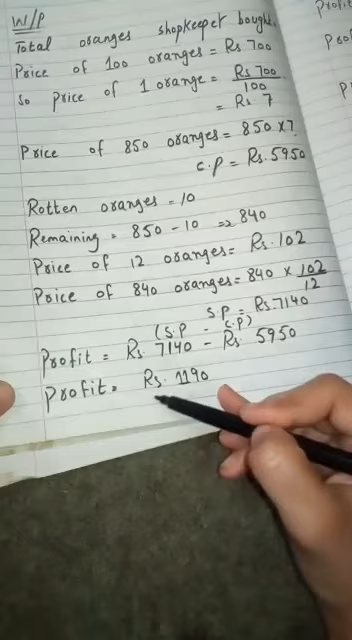 W/P
Total oranges shopkeeper bought.
Price of 100 oranges = Rs 700
So price of 1 orange = Rs 700
100
= Rs 7
Price of 850 oranges = 850 x 7
C.P = Rs. 5950
Rotten oranges = 10
Remaining = 850 - 10 => 840
Price of 12 oranges = Rs. 102
Price of 840 oranges = 840 x 102
12
S.P = Rs 7140
(S.P - C.P)
Profit = Rs. 7140 - Rs 5950
Profit = Rs. 1190